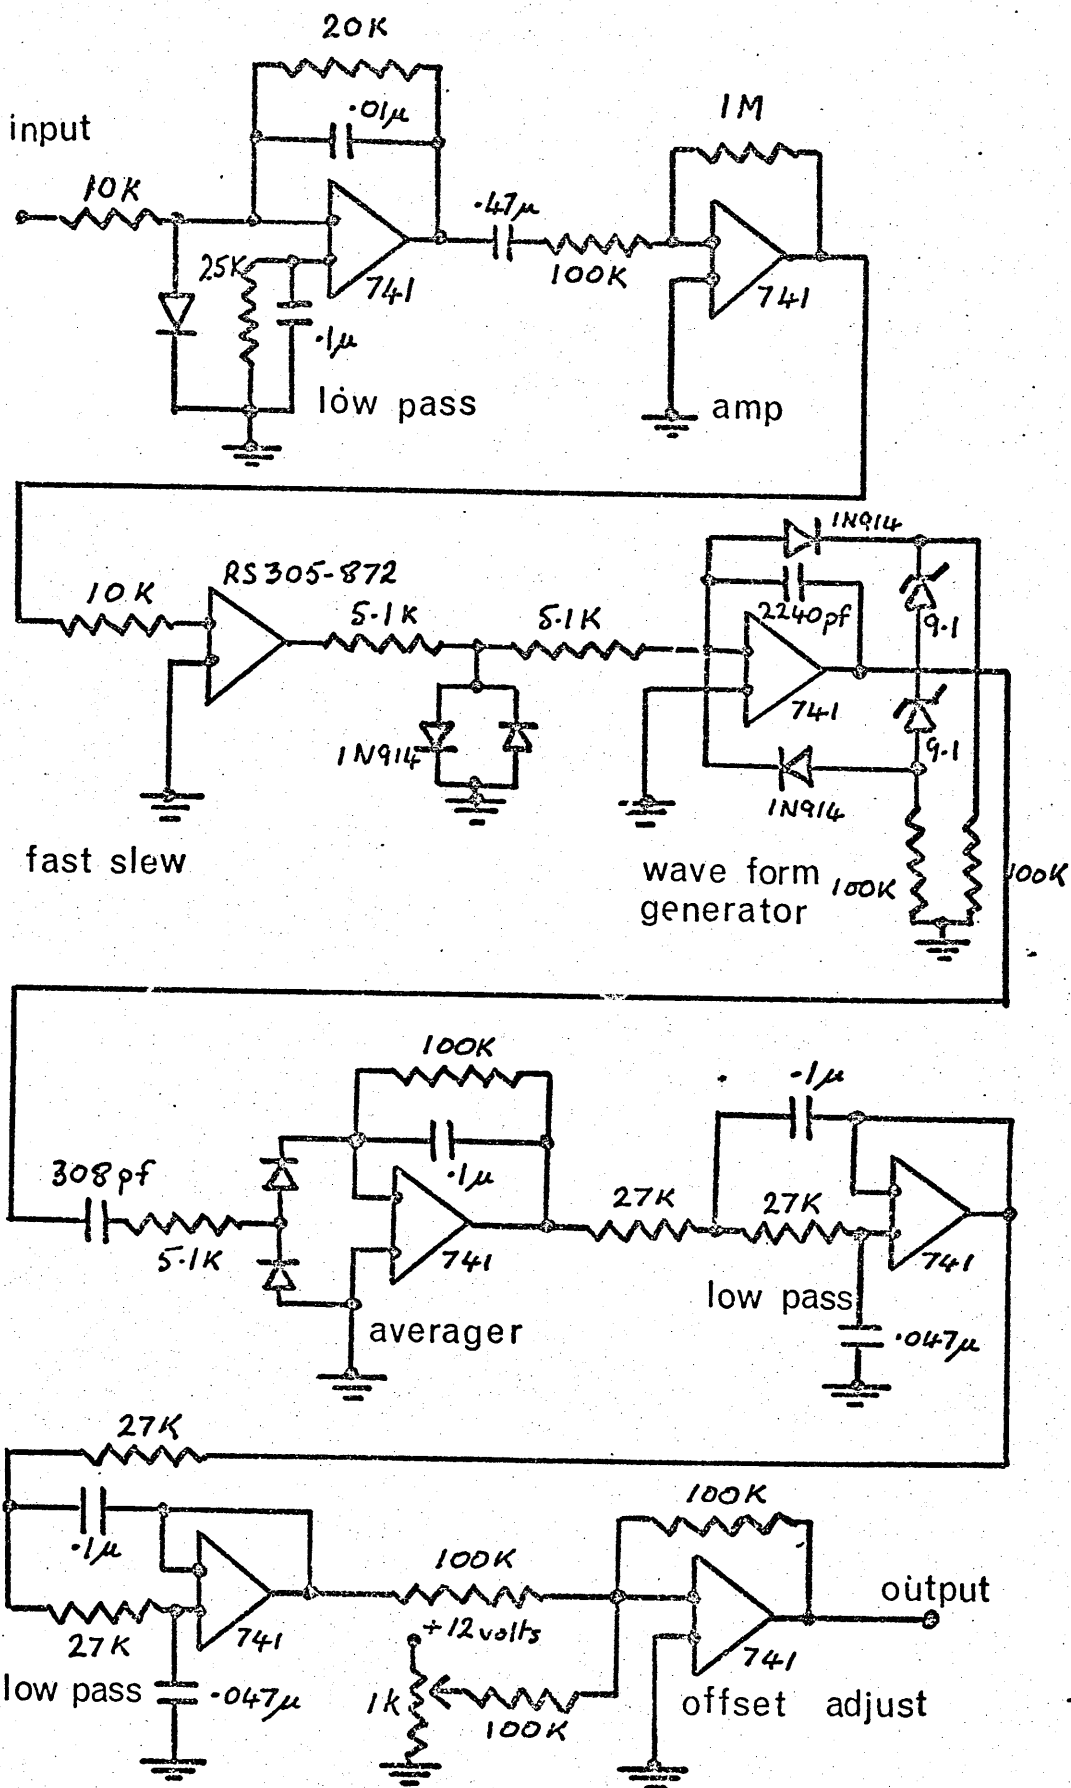 20K
.01μ
input
10K
25K
.1μ
741
low pass
.47μ
100K
1M
741
amp
10K
RS305-872
5.1K
5.1K
1N914
fast slew
1N914
2240pf
741
9.1
9.1
1N914
wave form
generator
100K
100K
308pf
5.1K
100K
.1μ
741
averager
27K
27K
.1μ
741
low pass
.047μ
27K
.1μ
27K
741
low pass
.047μ
100K
+12volts
1k
100K
100K
741
output
offset adjust